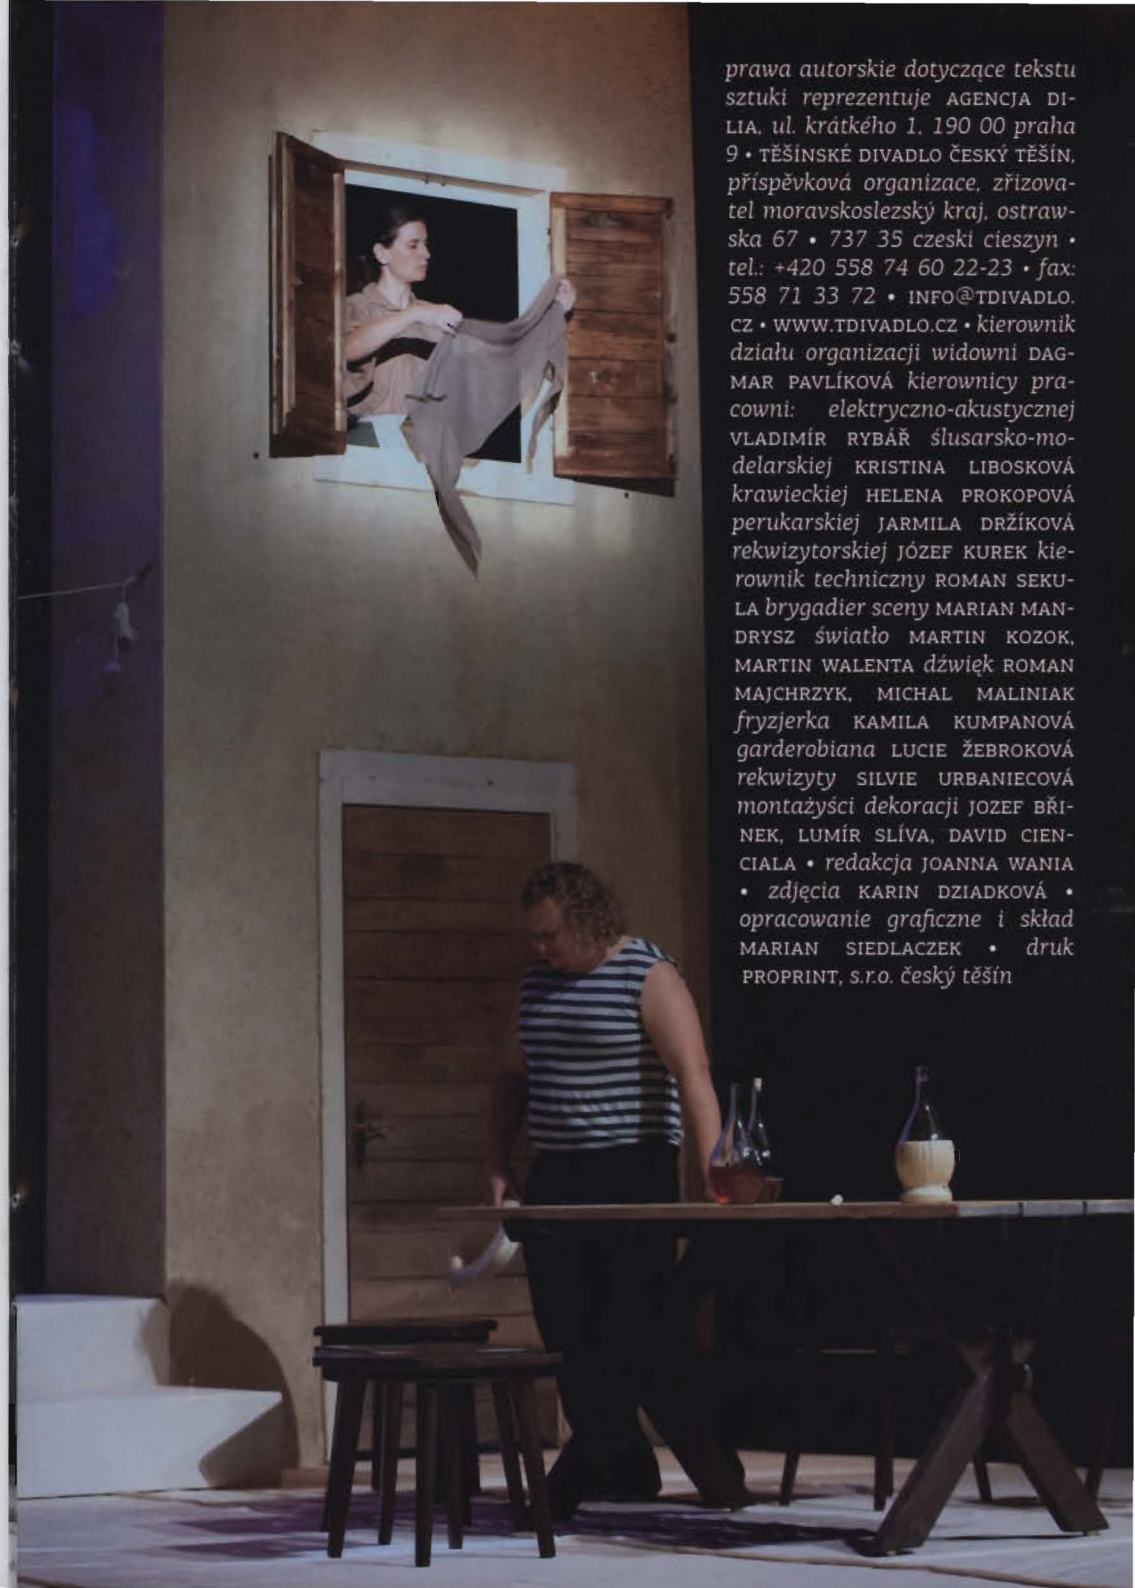 prawa autorskie dotyczące tekstu
sztuki reprezentuje AGENCJA DI-
LIA, ul. krátkého 1, 190 00 praha
9 • TĚŠÍNSKÉ DIVADLO ČESKÝ TĚŠÍN,
příspěvková organizace, zřizova-
tel moravskoslezský kraj, ostraw-
ska 67 • 737 35 czeski cieszyn •
tel.: +420 558 74 60 22-23 • fax:
558 71 33 72 • INFO@TDIVADLO.
CZ • WWW.TDIVADLO.CZ • kierownik
działu organizacji widowni DAG-
MAR PAVLÍKOVÁ kierownicy pra-
cowni: elektryczno-akustycznej
VLADIMÍR RYBÁŘ ślusarsko-mo-
delarskiej KRISTINA LIBOSKOVÁ
krawieckiej HELENA PROKOPOVÁ
perukarskiej JARMILA DRŽÍKOVÁ
rekwizytorskiej JÓZEF KUREK kie-
rownik techniczny ROMAN SEKU-
LA brygadier sceny MARIAN MAN-
DRYSZ światło MARTIN KOZOK,
MARTIN WALENTA dźwięk ROMAN
MAJCHRZYK, MICHAL MALINIAK
fryzjerka KAMILA KUMPANOVÁ
garderobiana LUCIE ŽEBROKOVÁ
rekwizyty SILVIE URBANIECOVÁ
montażyści dekoracji JOZEF BŘI-
NEK, LUMÍR SLÍVA, DAVID CIEN-
CIALA • redakcja JOANNA WANIA
• zdjęcia KARIN DZIADKOVÁ •
opracowanie graficzne i skład
MARIAN SIEDLACZEK • druk
PROPRINT, s.r.o. český těšín